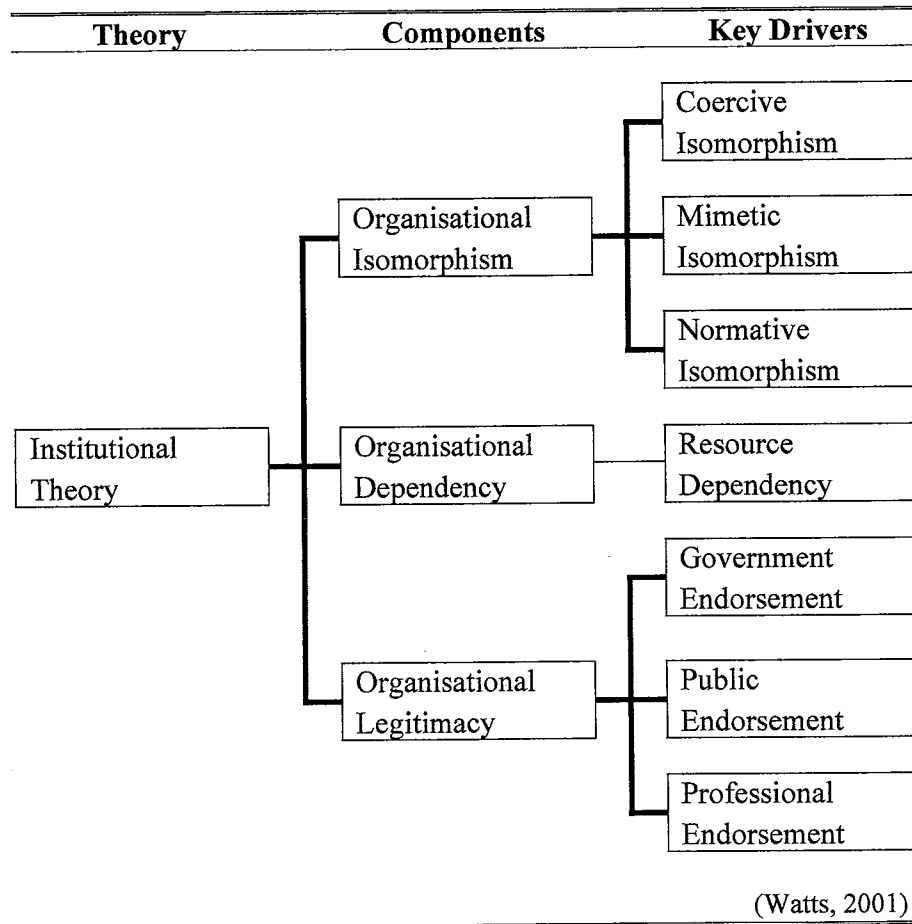 Theory Components Key Drivers
Coercive
Isomorphism
Organisational
Isomorphism
Mimetic
Isomorphism
Normative
Isomorphism
Institutional
Theory
Organisational
Dependency
Resource
Dependency
Government
Endorsement
Organisational
Legitimacy
Public
Endorsement
Professional
Endorsement
(Watts, 2001)